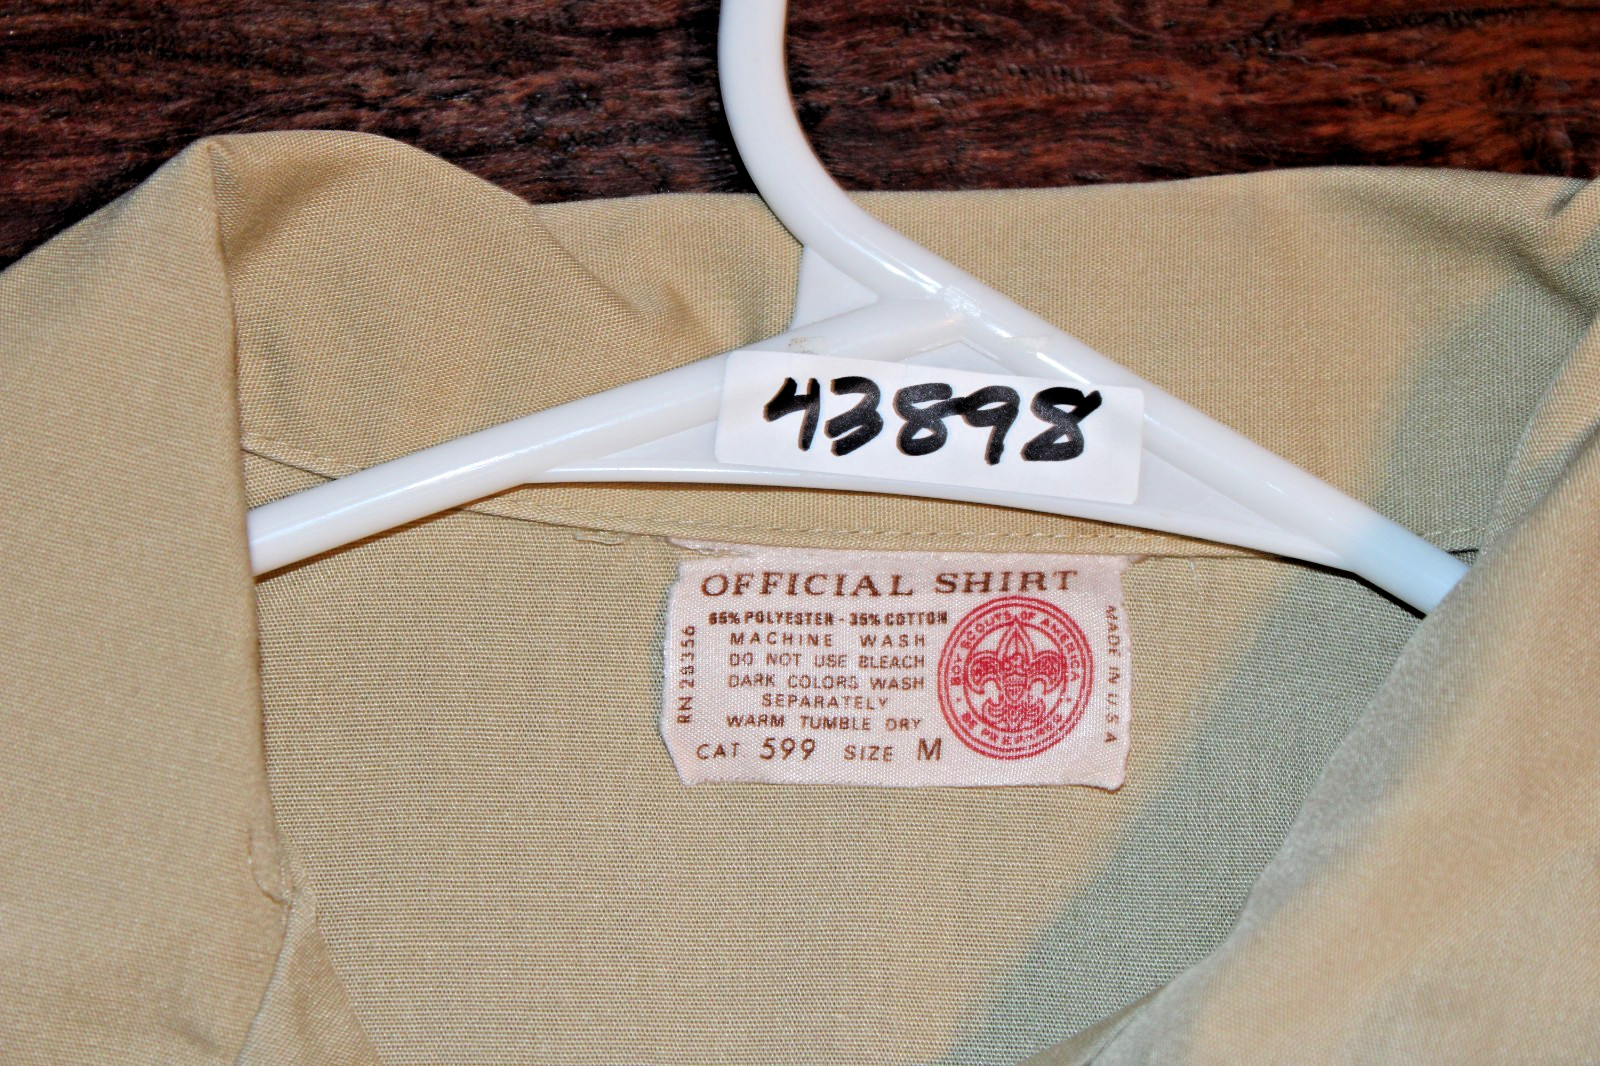 43898
OFFICIAL SHIRT
65% POLYESTER - 35% COTTON
MACHINE WASH
DO NOT USE BLEACH
DARK COLORS WASH
SEPARATELY
WARM TUMBLE DRY
CAT 599 SIZE M
RN 28356
BOY SCOUTS OF AMERICA
BE PREPARED
MADE IN U.S.A